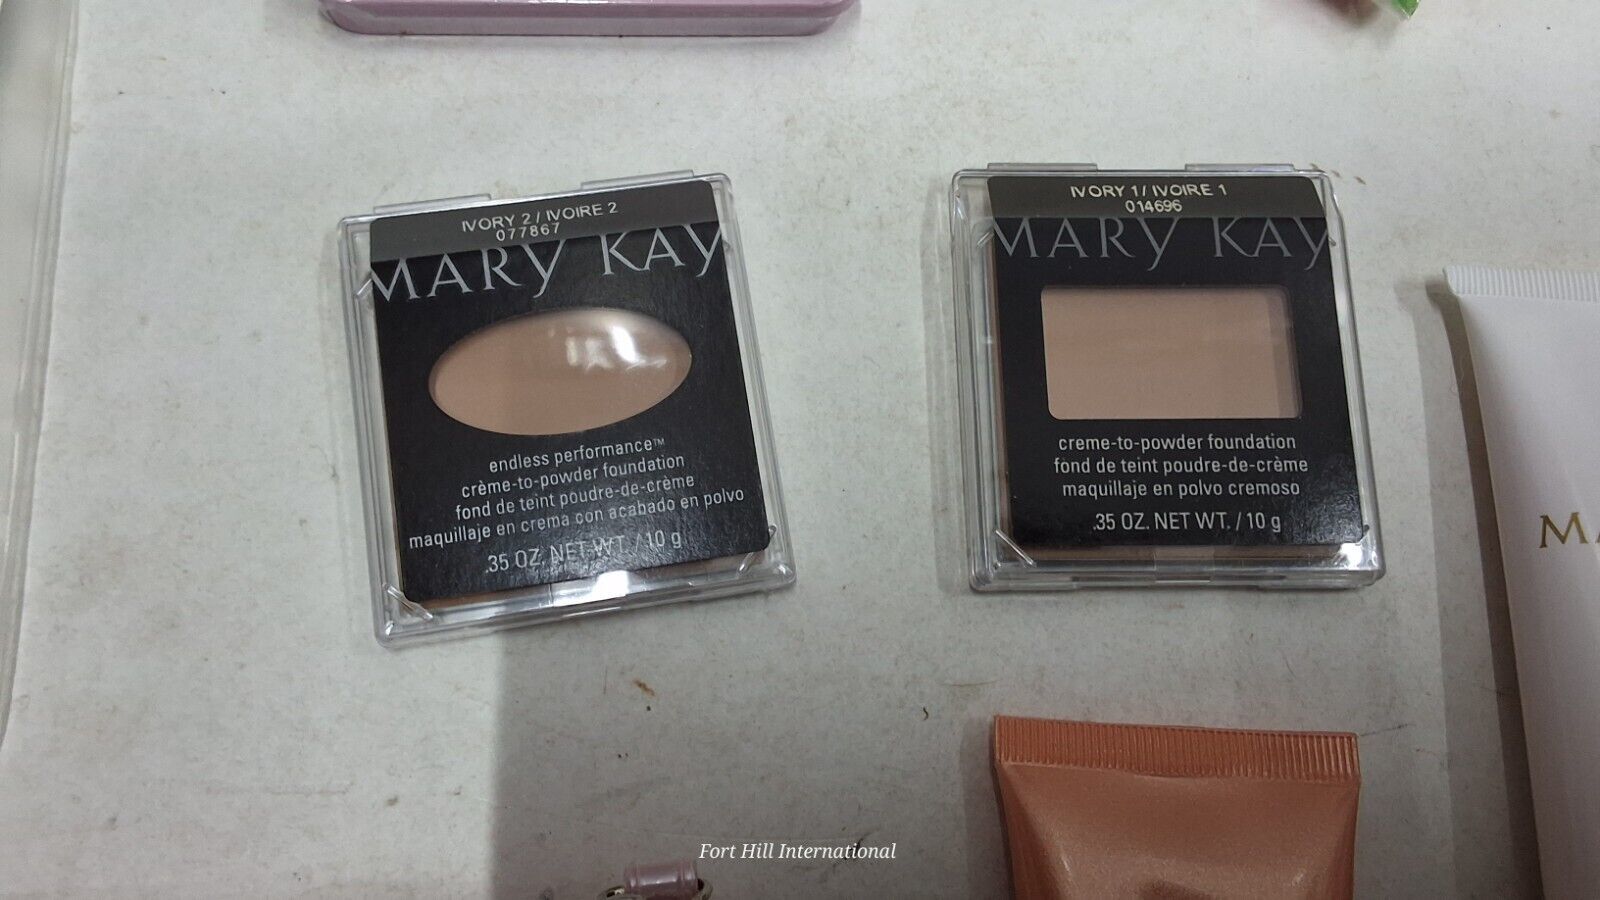 IVORY 2 / IVOIRE 2
077867
MARY KAY
endless performance™
crème-to-powder foundation
fond de teint poudre-de-crème
maquillaje en crema con acabado en polvo
.35 OZ. NET WT. / 10 g
IVORY 1 / IVOIRE 1
014696
MARY KAY
creme-to-powder foundation
fond de teint poudre-de-crème
maquillaje en polvo cremoso
.35 OZ. NET WT. / 10 g
Fort Hill International